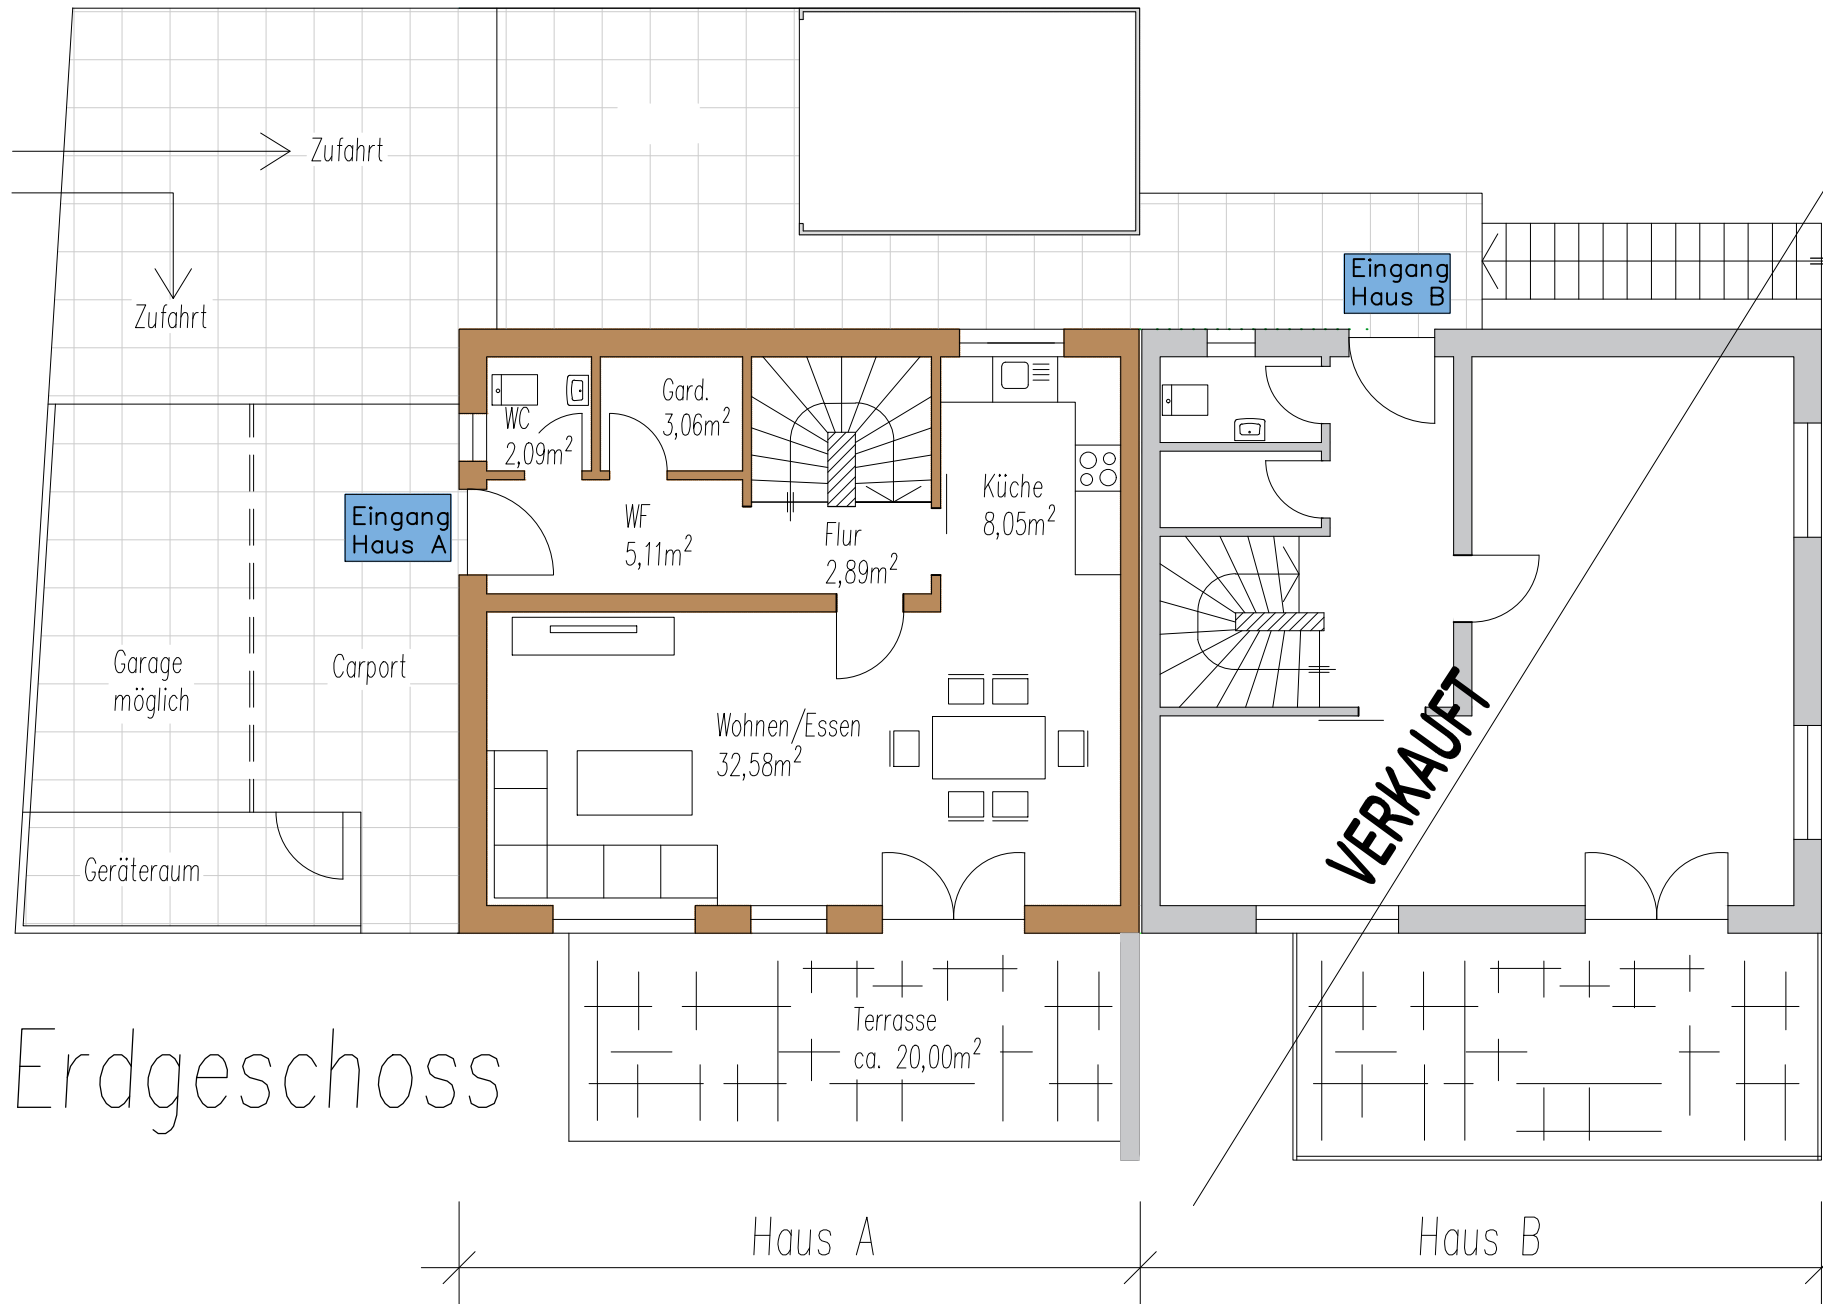 Zufahrt
Zufahrt
Eingang
Haus B
WC
2,09m²
Gard.
3,06m²
Küche
8,05m²
Eingang
Haus A
WF
5,11m²
Flur
2,89m²
Garage
möglich
Carport
Wohnen/Essen
32,58m²
VERKAUFT
Geräteraum
Terrasse
ca. 20,00m²
Erdgeschoss
Haus A
Haus B